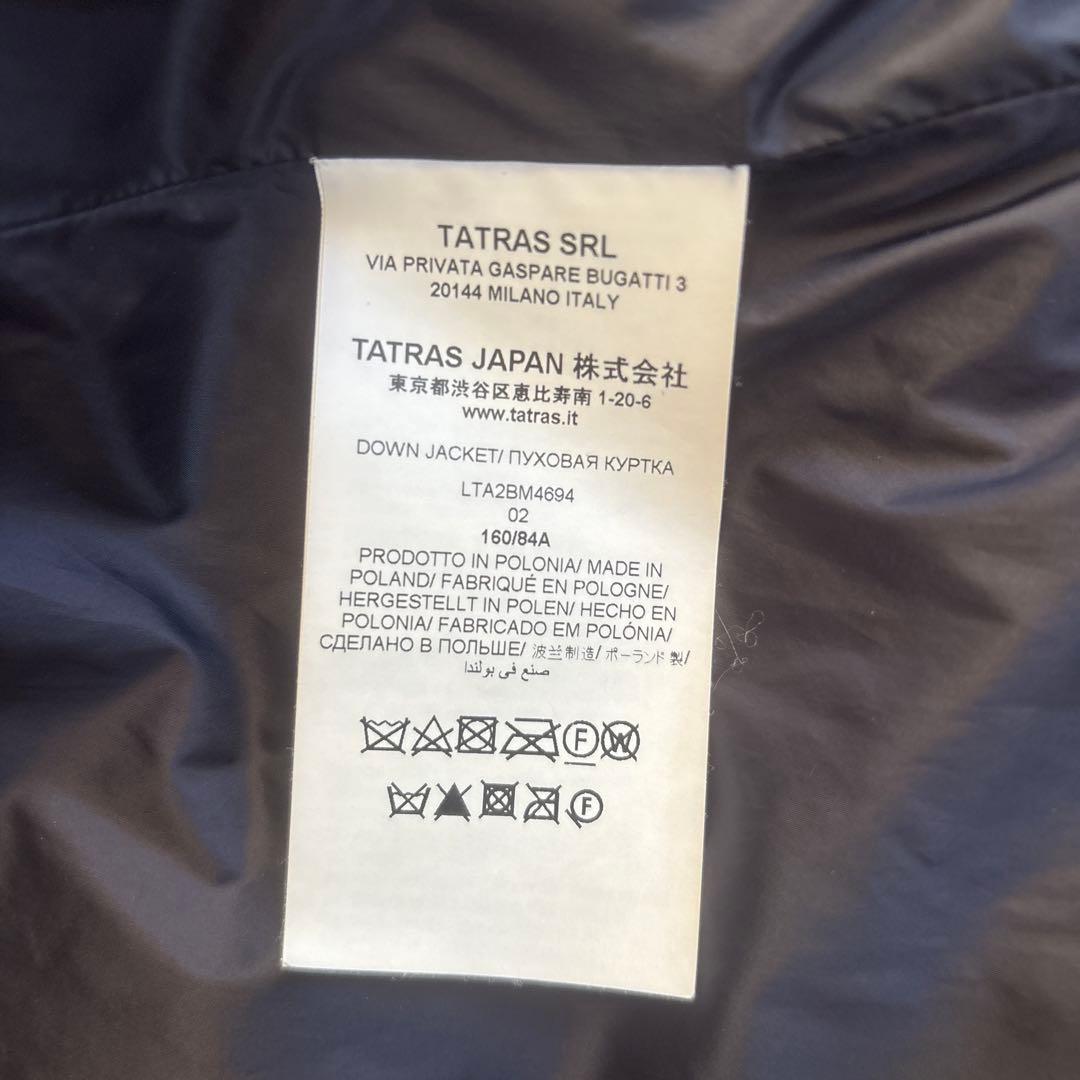 TATRAS SRL
VIA PRIVATA GASPARE BUGATTI 3
20144 MILANO ITALY
TATRAS JAPAN 株式会社
東京都渋谷区恵比寿南 1-20-6
www.tatras.it
DOWN JACKET/ ПУХОВАЯ КУРТКА
LTA2BM4694
02
160/84A
PRODOTTO IN POLONIA/ MADE IN
POLAND/ FABRIQUÉ EN POLOGNE/
HERGESTELLT IN POLEN/ HECHO EN
POLONIA/ FABRICADO EM POLÓNIA/
СДЕЛАНО В ПОЛЬШЕ/ 波兰制造/ ポーランド製/
صنع في بولندا
F W
F